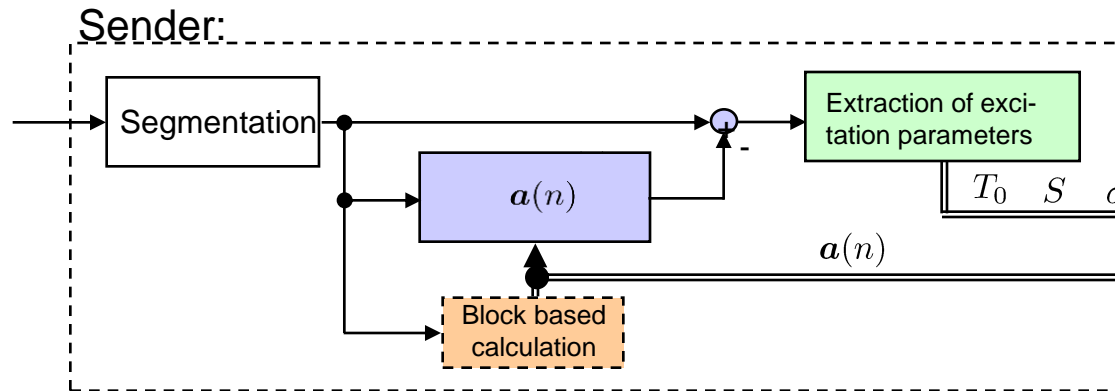 Sender:
Segmentation
+
-
Extraction of exci-
tation parameters
a(n)
T₀ S
a(n)
Block based
calculation